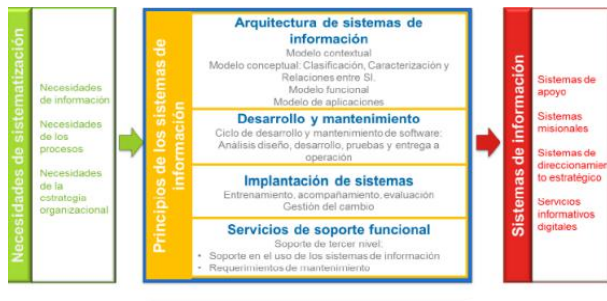 Necesidades de sistematización
Necesidades
de información
Necesidades
de los
procesos
Necesidades
de la
estrategia
organizacional
Principios de los sistemas de
información
Arquitectura de sistemas de
información
Modelo contextual
Modelo conceptual: Clasificación, Caracterización y
Relaciones entre SI.
Modelo funcional
Modelo de aplicaciones
Desarrollo y mantenimiento
Ciclo de desarrollo y mantenimiento de software:
Análisis diseño, desarrollo, pruebas y entrega a
operación
Implantación de sistemas
Entrenamiento, acompañamiento, evaluación
Gestión del cambio
Servicios de soporte funcional
Soporte de tercer nivel:
• Soporte en el uso de los sistemas de información
• Requerimientos de mantenimiento
Sistemas de información
Sistemas de
apoyo
Sistemas
misionales
Sistemas de
direccionamien
to estratégico
Servicios
informativos
digitales